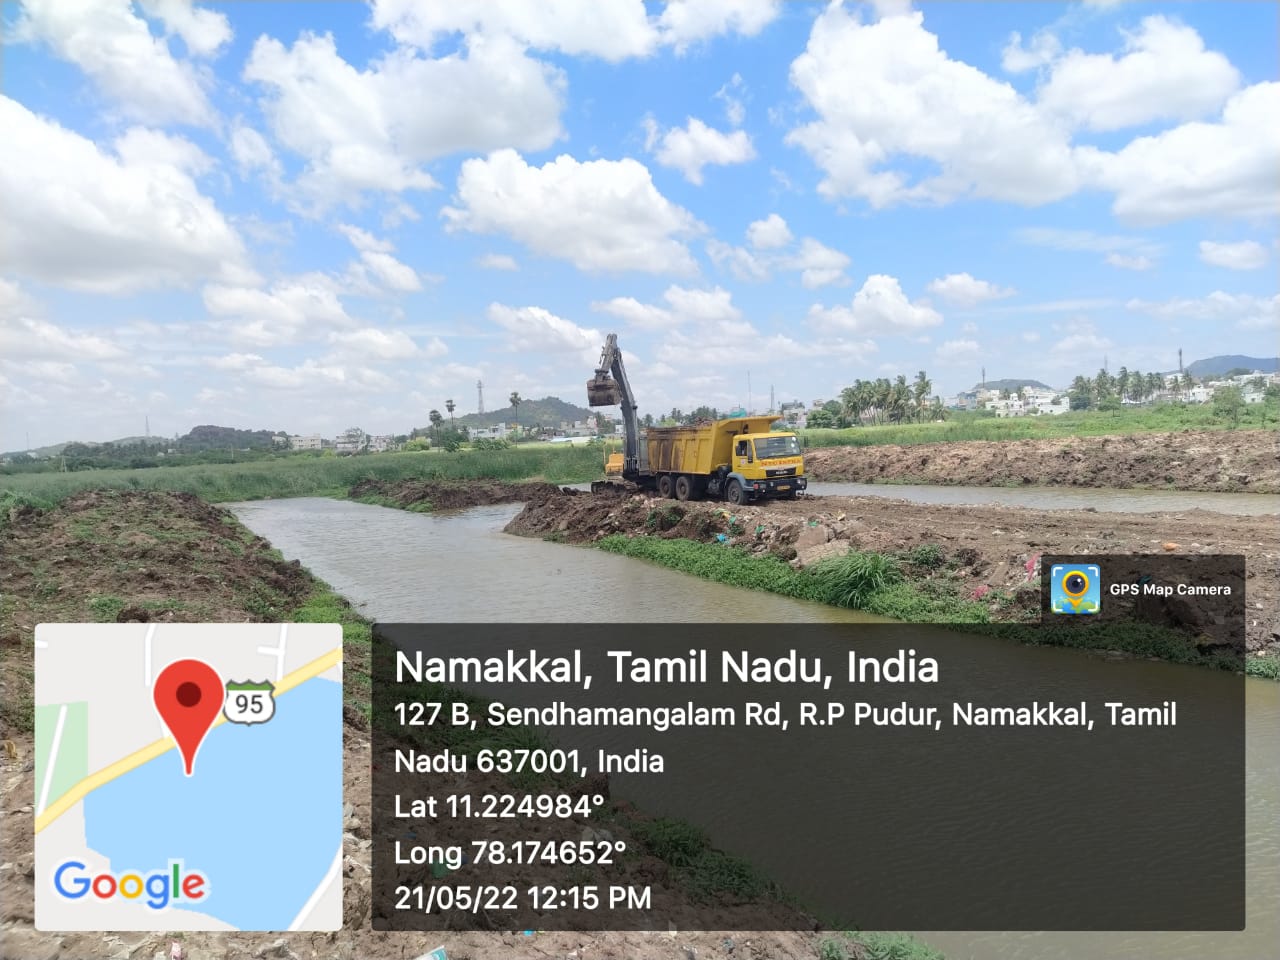 GPS Map Camera
95
Google
Namakkal, Tamil Nadu, India
127 B, Sendhamangalam Rd, R.P Pudur, Namakkal, Tamil
Nadu 637001, India
Lat 11.224984°
Long 78.174652°
21/05/22 12:15 PM